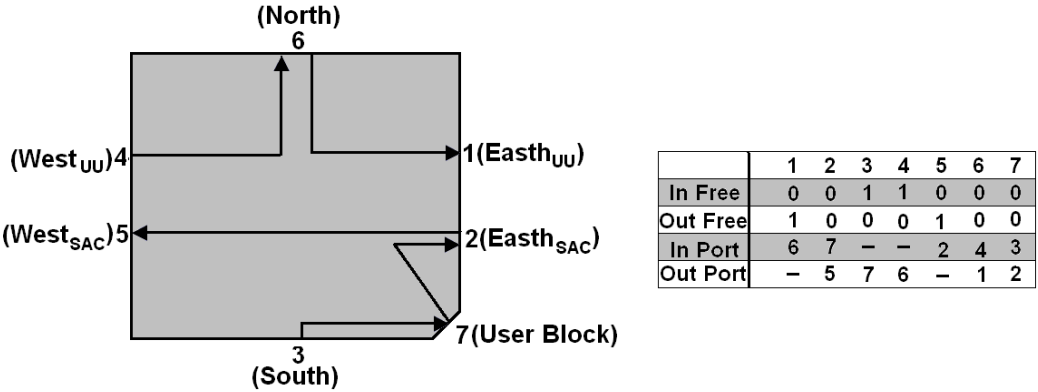 (North)
6
(West_UU)4
1(Easth_UU)
(West_SAC)5
2(Easth_SAC)
7(User Block)
3
(South)
1 2 3 4 5 6 7
In Free 0 0 1 1 0 0 0
Out Free 1 0 0 0 1 0 0
In Port 6 7 – – 2 4 3
Out Port – 5 7 6 – 1 2